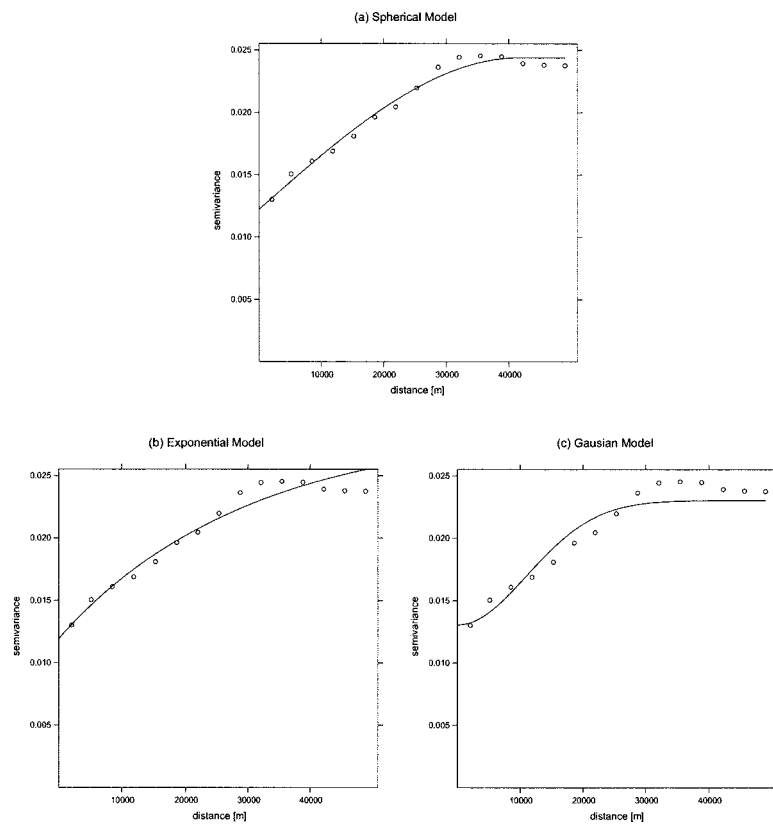 (a) Spherical Model
0.025
0.020
0.015
0.010
0.005
semivariance
10000 20000 30000 40000
distance [m]
(b) Exponential Model
0.025
0.020
0.015
0.010
0.005
semivariance
10000 20000 30000 40000
distance [m]
(c) Gausian Model
0.025
0.020
0.015
0.010
0.005
semivariance
10000 20000 30000 40000
distance [m]